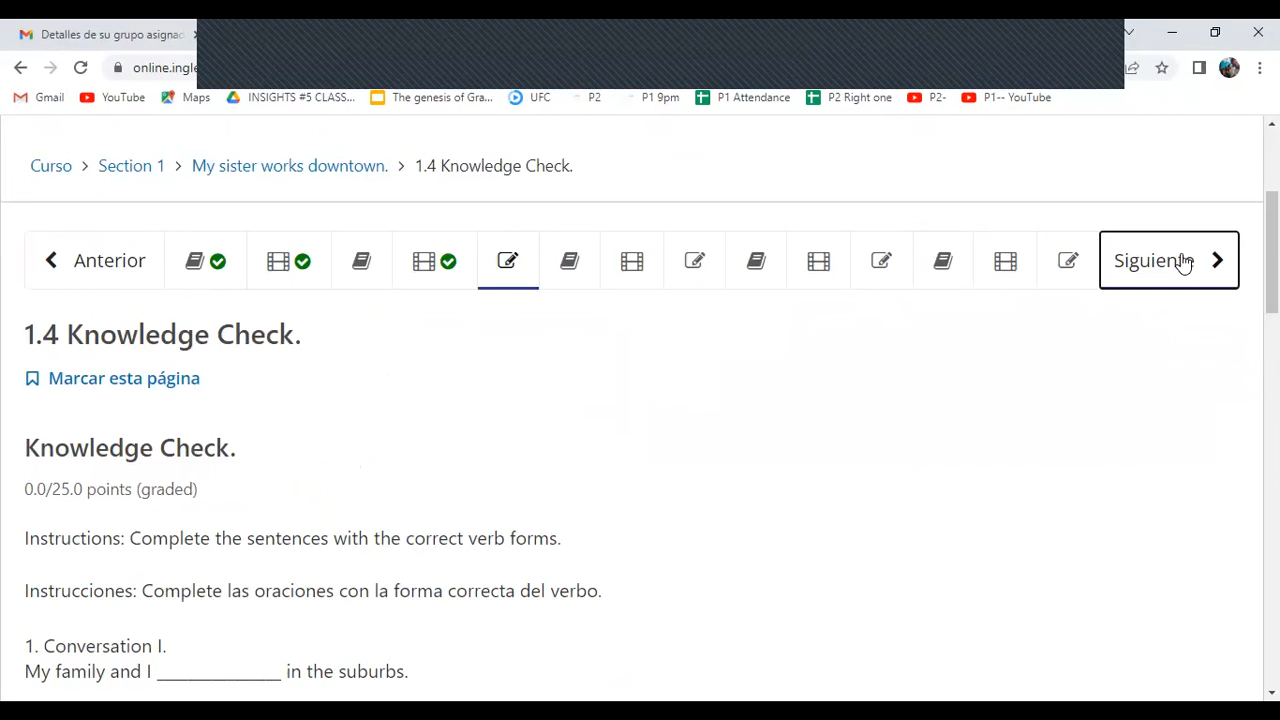 Detalles de su grupo asignad
online.ingle
Gmail YouTube Maps INSIGHTS #5 CLASS... The genesis of Gra... UFC P2 P1 9pm P1 Attendance P2 Right one P2- P1-- YouTube
Curso > Section 1 > My sister works downtown. > 1.4 Knowledge Check.
Anterior Siguiente
1.4 Knowledge Check.
Marcar esta página
Knowledge Check.
0.0/25.0 points (graded)
Instructions: Complete the sentences with the correct verb forms.
Instrucciones: Complete las oraciones con la forma correcta del verbo.
1. Conversation I.
My family and I _____________ in the suburbs.